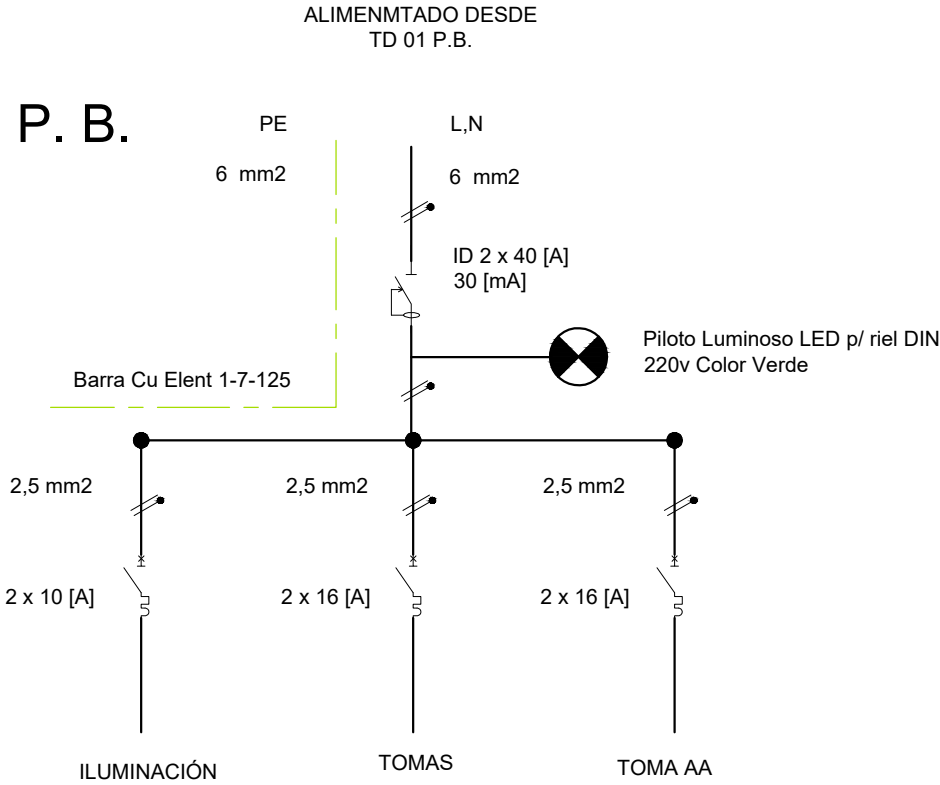 ALIMENMTADO DESDE
TD 01 P.B.
P. B.
PE
L,N
6 mm2
6 mm2
ID 2 x 40 [A]
30 [mA]
Piloto Luminoso LED p/ riel DIN
220v Color Verde
Barra Cu Elent 1-7-125
2,5 mm2
2,5 mm2
2,5 mm2
2 x 10 [A]
2 x 16 [A]
2 x 16 [A]
ILUMINACIÓN
TOMAS
TOMA AA